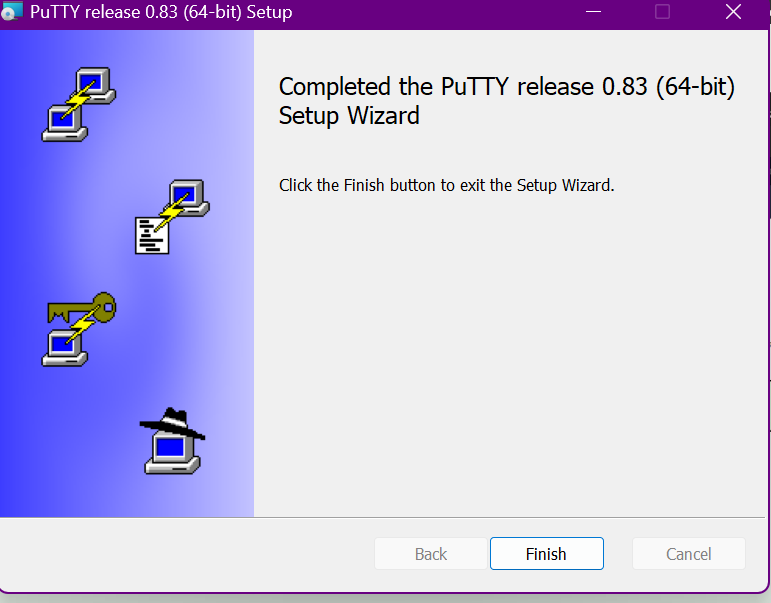 PuTTY release 0.83 (64-bit) Setup
Completed the PuTTY release 0.83 (64-bit)
Setup Wizard
Click the Finish button to exit the Setup Wizard.
Back
Finish
Cancel